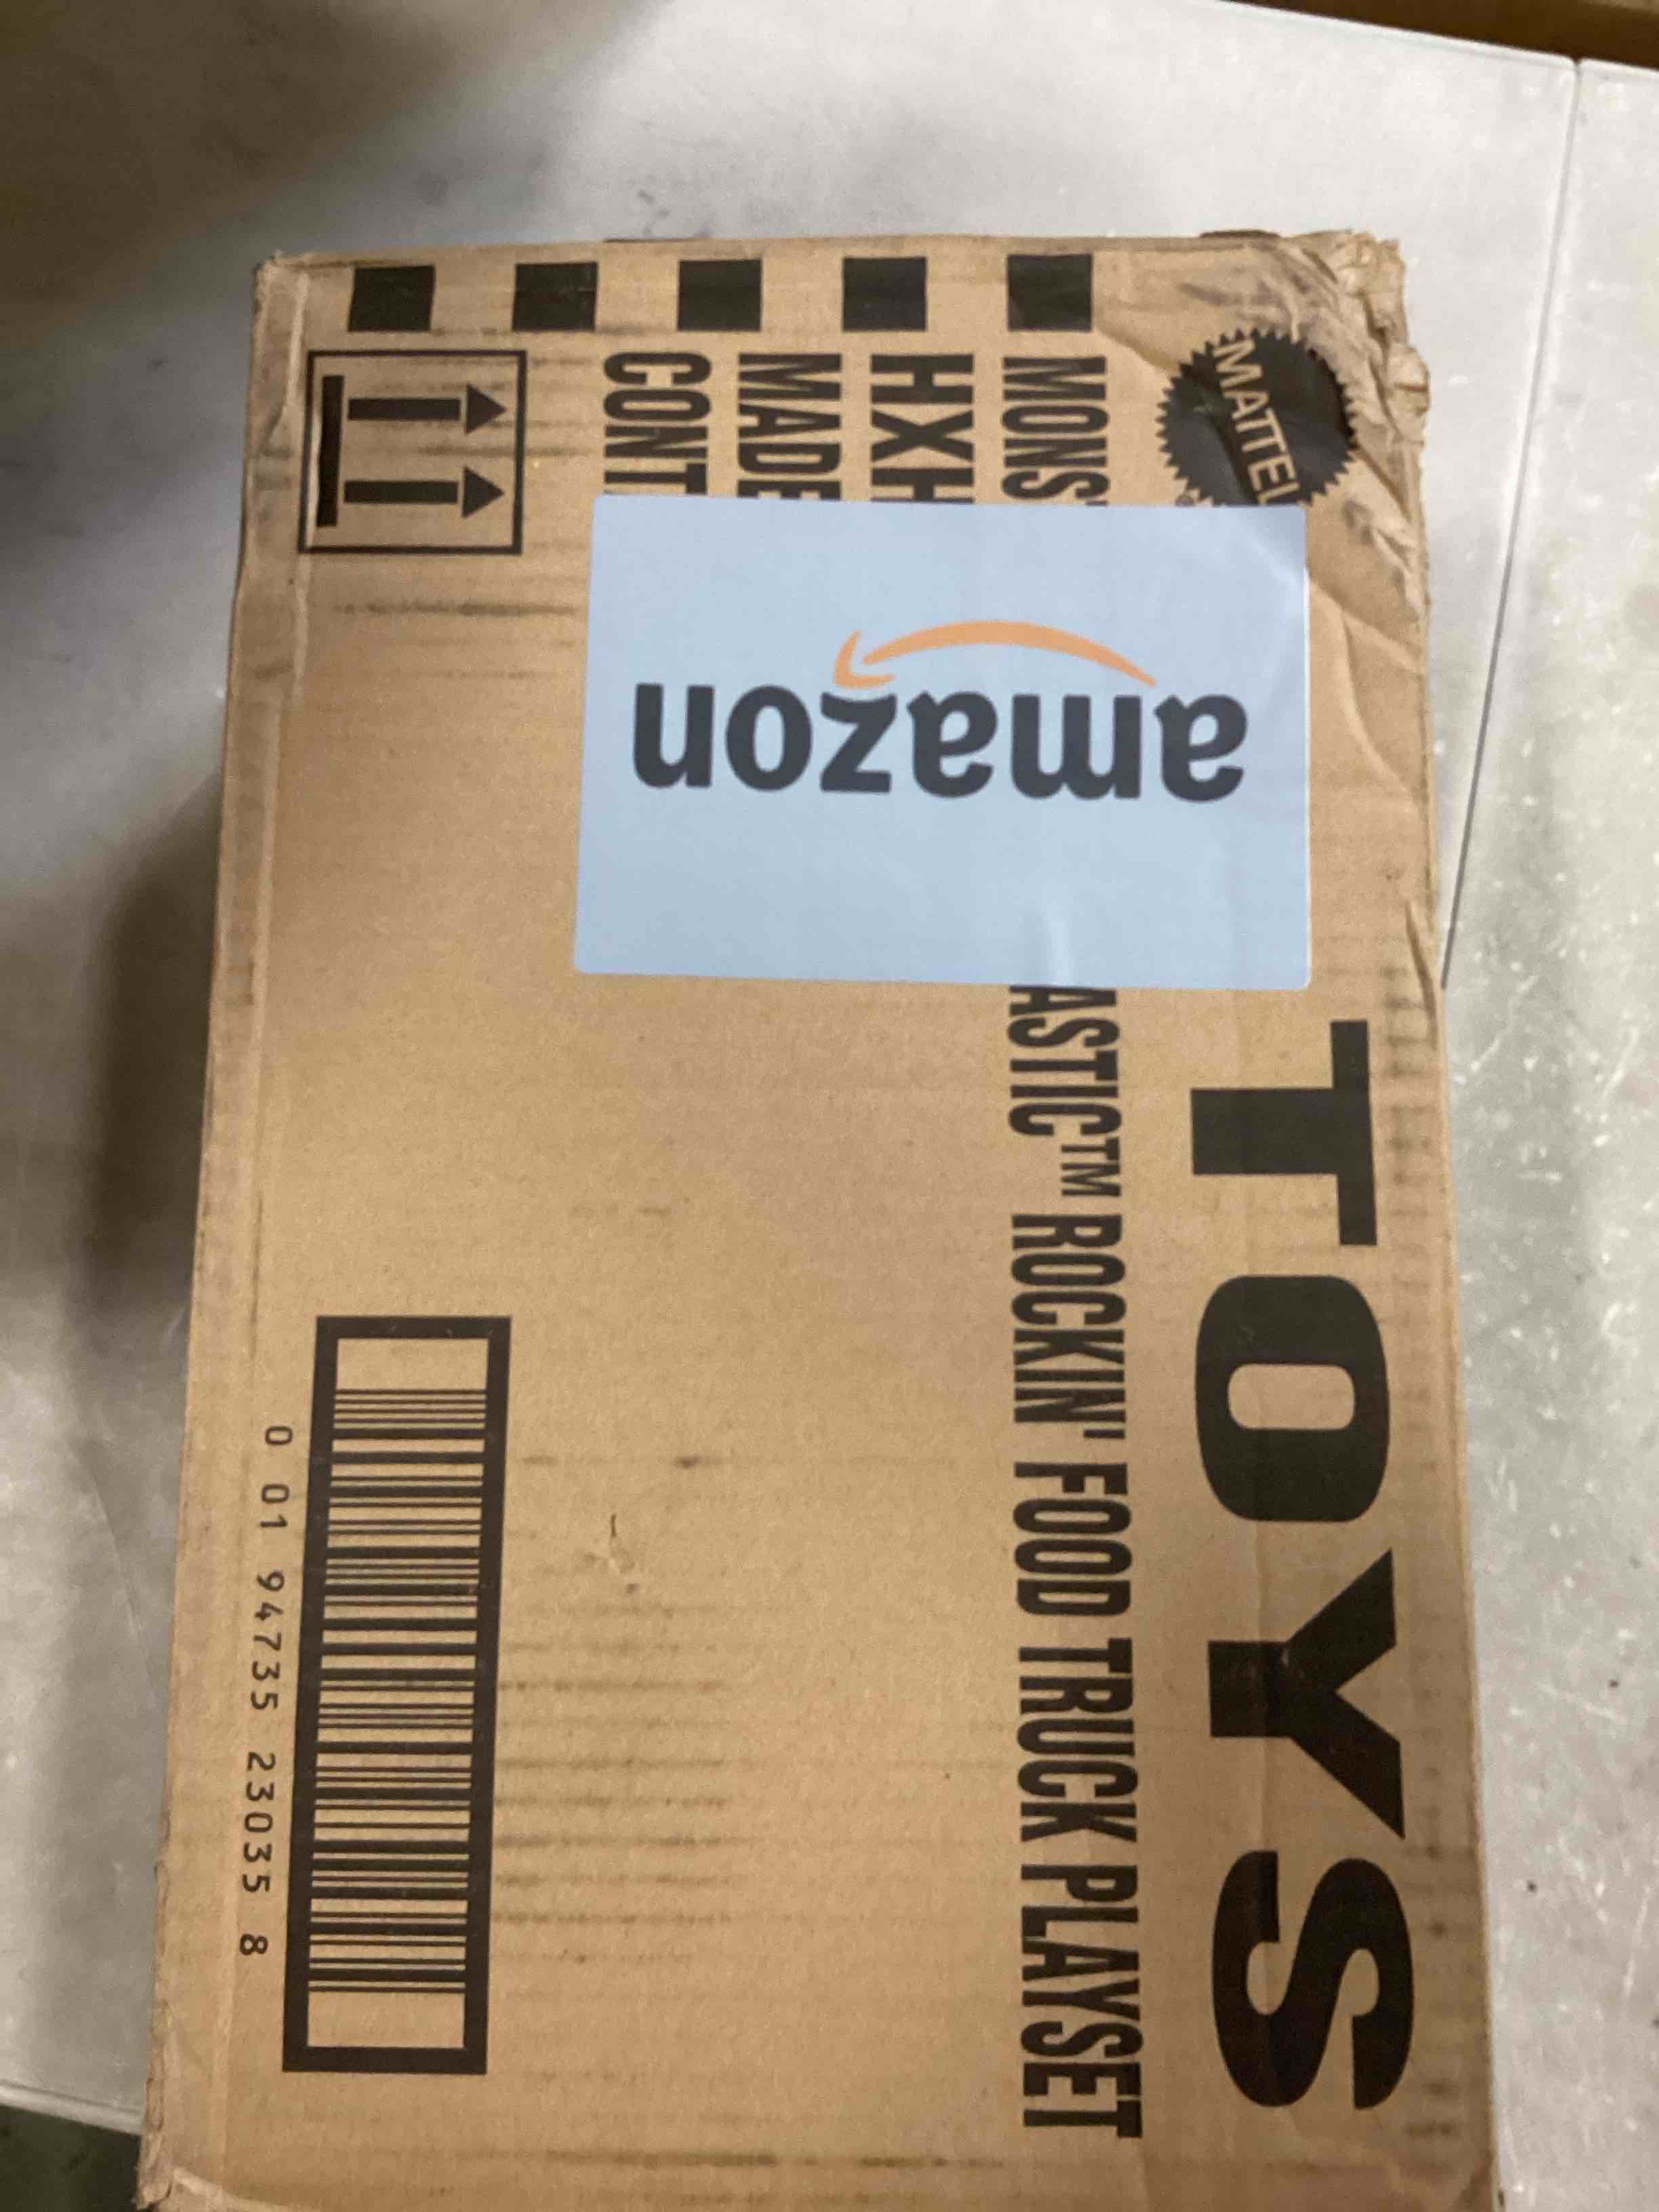 MATTEL
TOYS
MONS
ASTIC™ ROCKIN' FOOD TRUCK PLAYSET
HXH
MADE
CONT
amazon
0 01 94735 23035 8